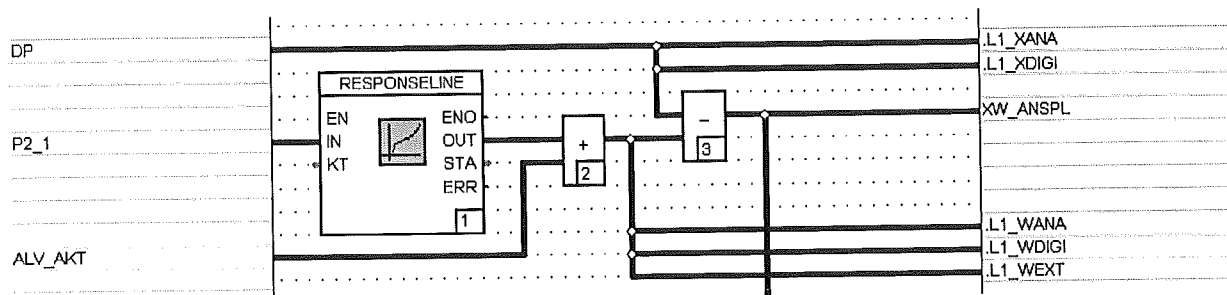 DP
.L1_XANA
.L1_XDIGI
RESPONSELINE
XW_ANSPL
EN ENO
P2_1
IN OUT
KT STA
ERR
+
2
-
3
1
.L1_WANA
.L1_WDIGI
ALV_AKT
.L1_WEXT